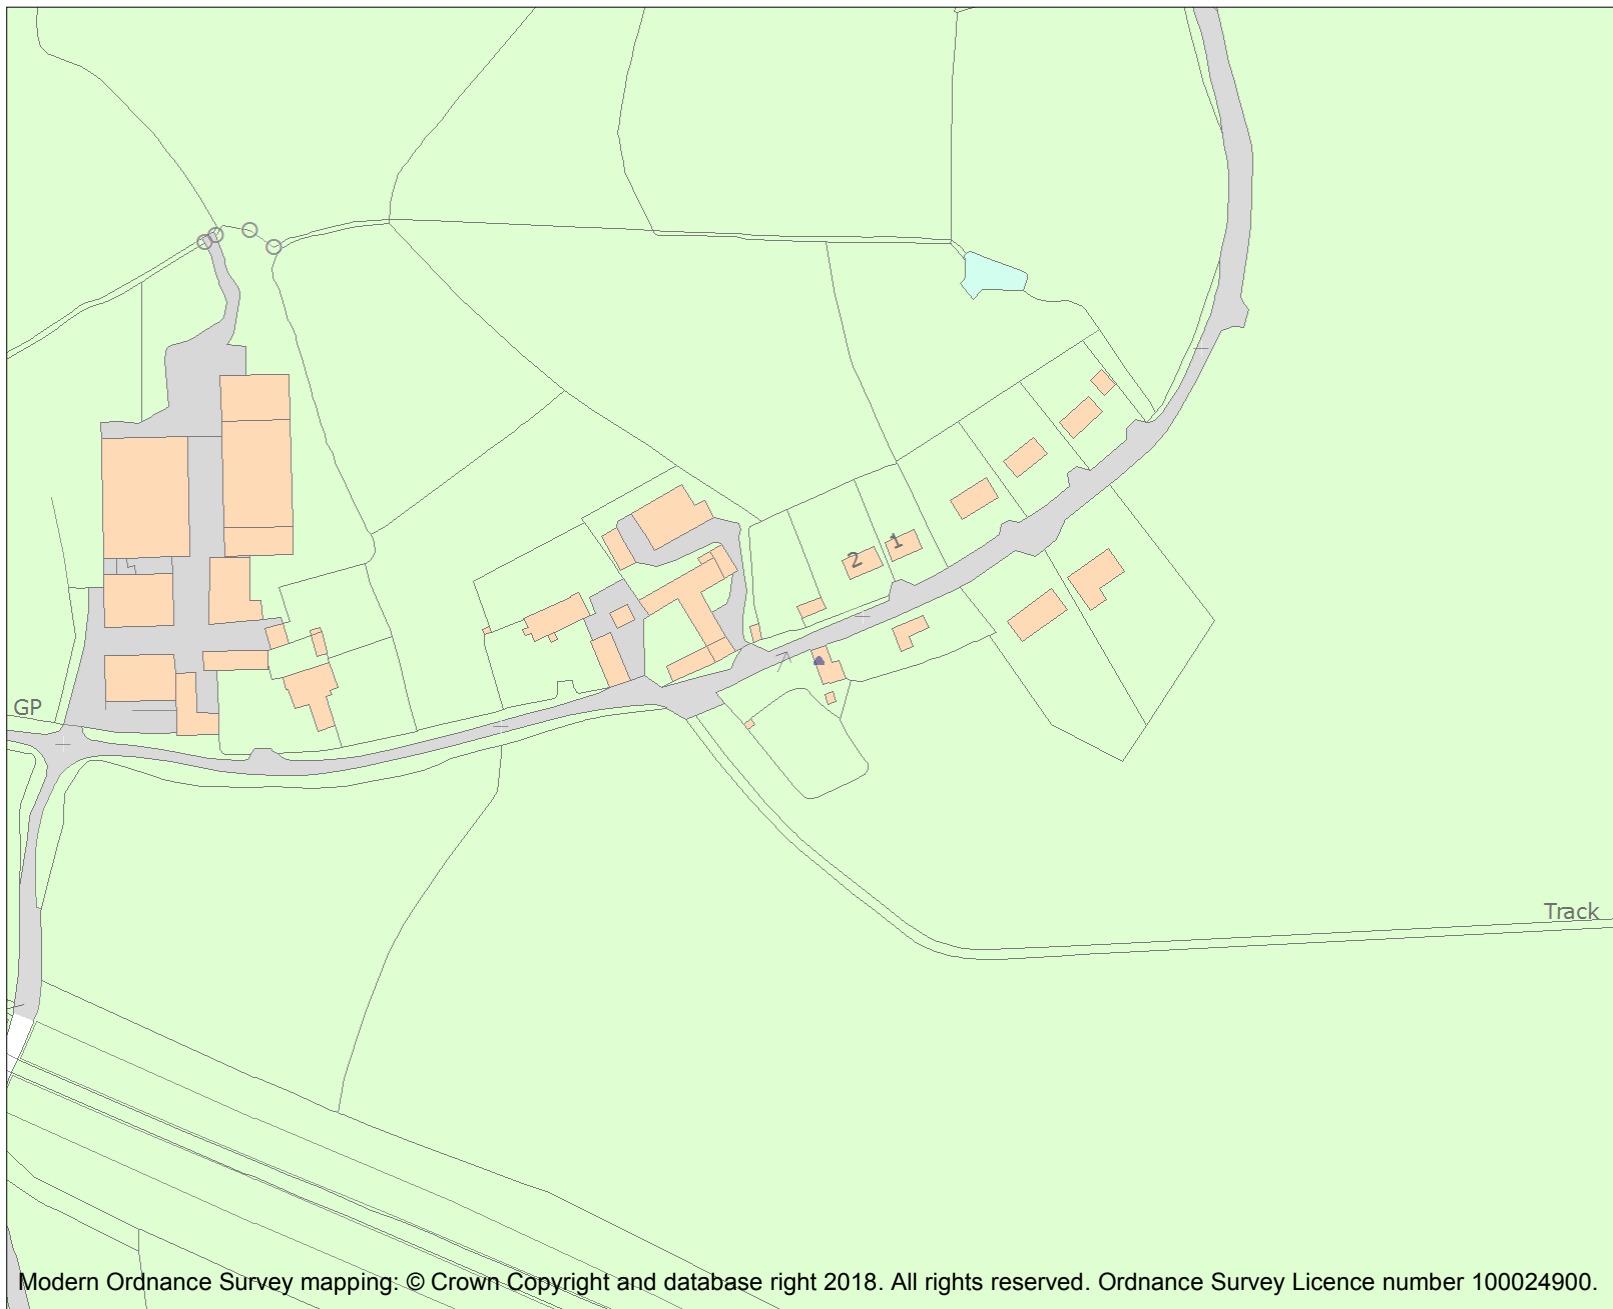 1
2
GP
Track
Modern Ordnance Survey mapping: © Crown Copyright and database right 2018. All rights reserved. Ordnance Survey Licence number 100024900.